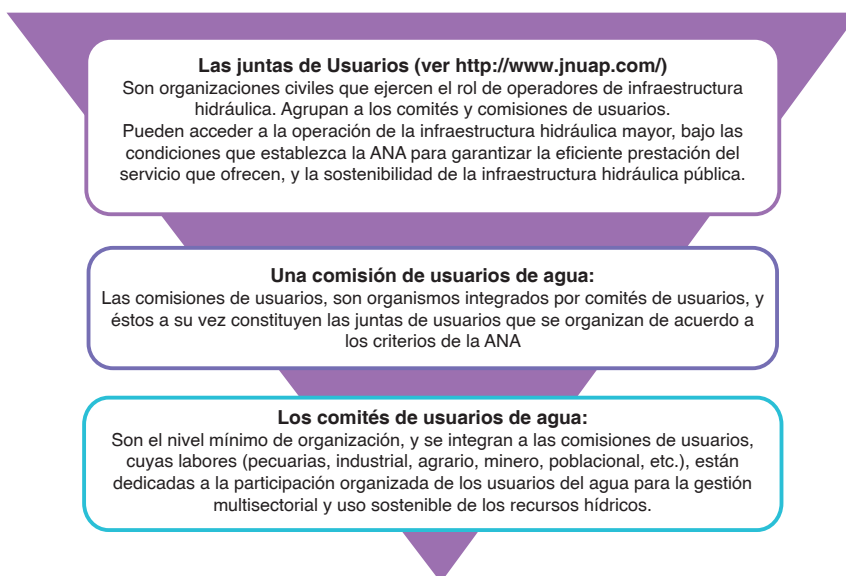 Las juntas de Usuarios (ver http://www.jnuap.com/)
Son organizaciones civiles que ejercen el rol de operadores de infraestructura
hidráulica. Agrupan a los comités y comisiones de usuarios.
Pueden acceder a la operación de la infraestructura hidráulica mayor, bajo las
condiciones que establezca la ANA para garantizar la eficiente prestación del
servicio que ofrecen, y la sostenibilidad de la infraestructura hidráulica pública.
Una comisión de usuarios de agua:
Las comisiones de usuarios, son organismos integrados por comités de usuarios, y
éstos a su vez constituyen las juntas de usuarios que se organizan de acuerdo a
los criterios de la ANA
Los comités de usuarios de agua:
Son el nivel mínimo de organización, y se integran a las comisiones de usuarios,
cuyas labores (pecuarias, industrial, agrario, minero, poblacional, etc.), están
dedicadas a la participación organizada de los usuarios del agua para la gestión
multisectorial y uso sostenible de los recursos hídricos.